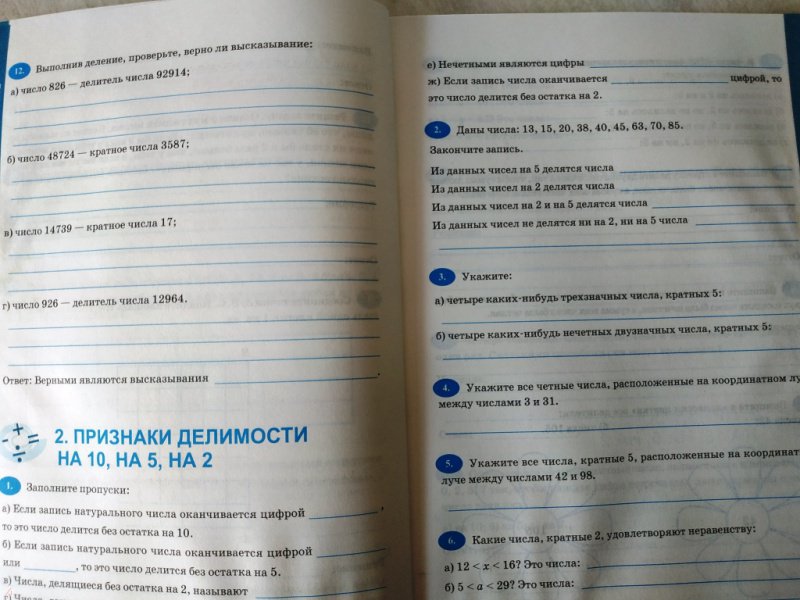 12. Выполнив деление, проверьте, верно ли высказывание:
а) число 826 — делитель числа 92914;
б) число 48724 — кратное числа 3587;
в) число 14739 — кратное числа 17;
г) число 926 — делитель числа 12964.
Ответ: Верными являются высказывания .
2. ПРИЗНАКИ ДЕЛИМОСТИ
НА 10, НА 5, НА 2
1. Заполните пропуски:
а) Если запись натурального числа оканчивается цифрой ,
то это число делится без остатка на 10.
б) Если запись натурального числа оканчивается цифрой
или , то это число делится без остатка на 5.
в) Числа, делящиеся без остатка на 2, называют
е) Нечетными являются цифры
ж) Если запись числа оканчивается цифрой, то
это число делится без остатка на 2.
2. Даны числа: 13, 15, 20, 38, 40, 45, 63, 70, 85.
Закончите запись.
Из данных чисел на 5 делятся числа
Из данных чисел на 2 делятся числа
Из данных чисел на 2 и на 5 делятся числа
Из данных чисел не делятся ни на 2, ни на 5 числа
3. Укажите:
а) четыре каких-нибудь трехзначных числа, кратных 5:
б) четыре каких-нибудь нечетных двузначных числа, кратных 5:
4. Укажите все четные числа, расположенные на координатном лу
между числами 3 и 31.
5. Укажите все числа, кратные 5, расположенные на координат
луче между числами 42 и 98.
6. Какие числа, кратные 2, удовлетворяют неравенству:
а) 12 < x < 16? Это числа:
б) 5 < a < 29? Это числа: